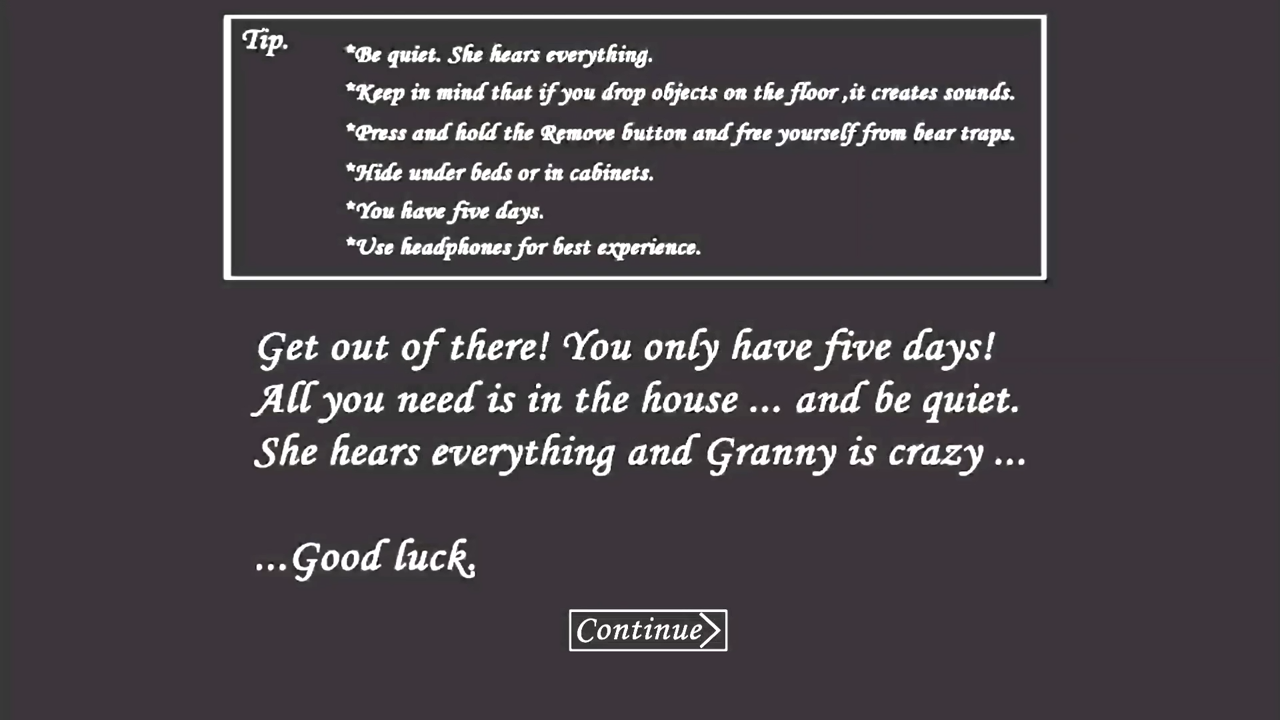 Tip.
*Be quiet. She hears everything.
*Keep in mind that if you drop objects on the floor ,it creates sounds.
*Press and hold the Remove button and free yourself from bear traps.
*Hide under beds or in cabinets.
*You have five days.
*Use headphones for best experience.
Get out of there! You only have five days!
All you need is in the house ... and be quiet.
She hears everything and Granny is crazy ...
...Good luck.
Continue